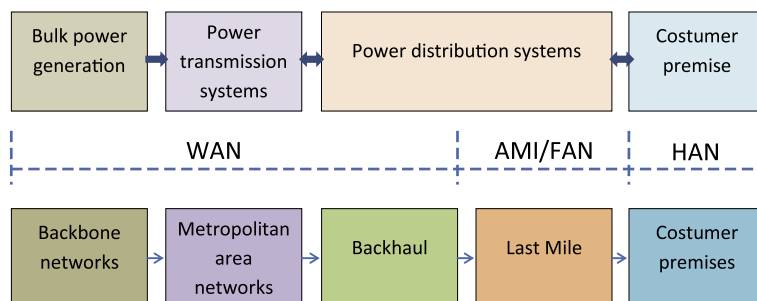 Bulk power
generation
Power
transmission
systems
Power distribution systems
Costumer
premise
WAN
AMI/FAN
HAN
Backbone
networks
Metropolitan
area
networks
Backhaul
Last Mile
Costumer
premises